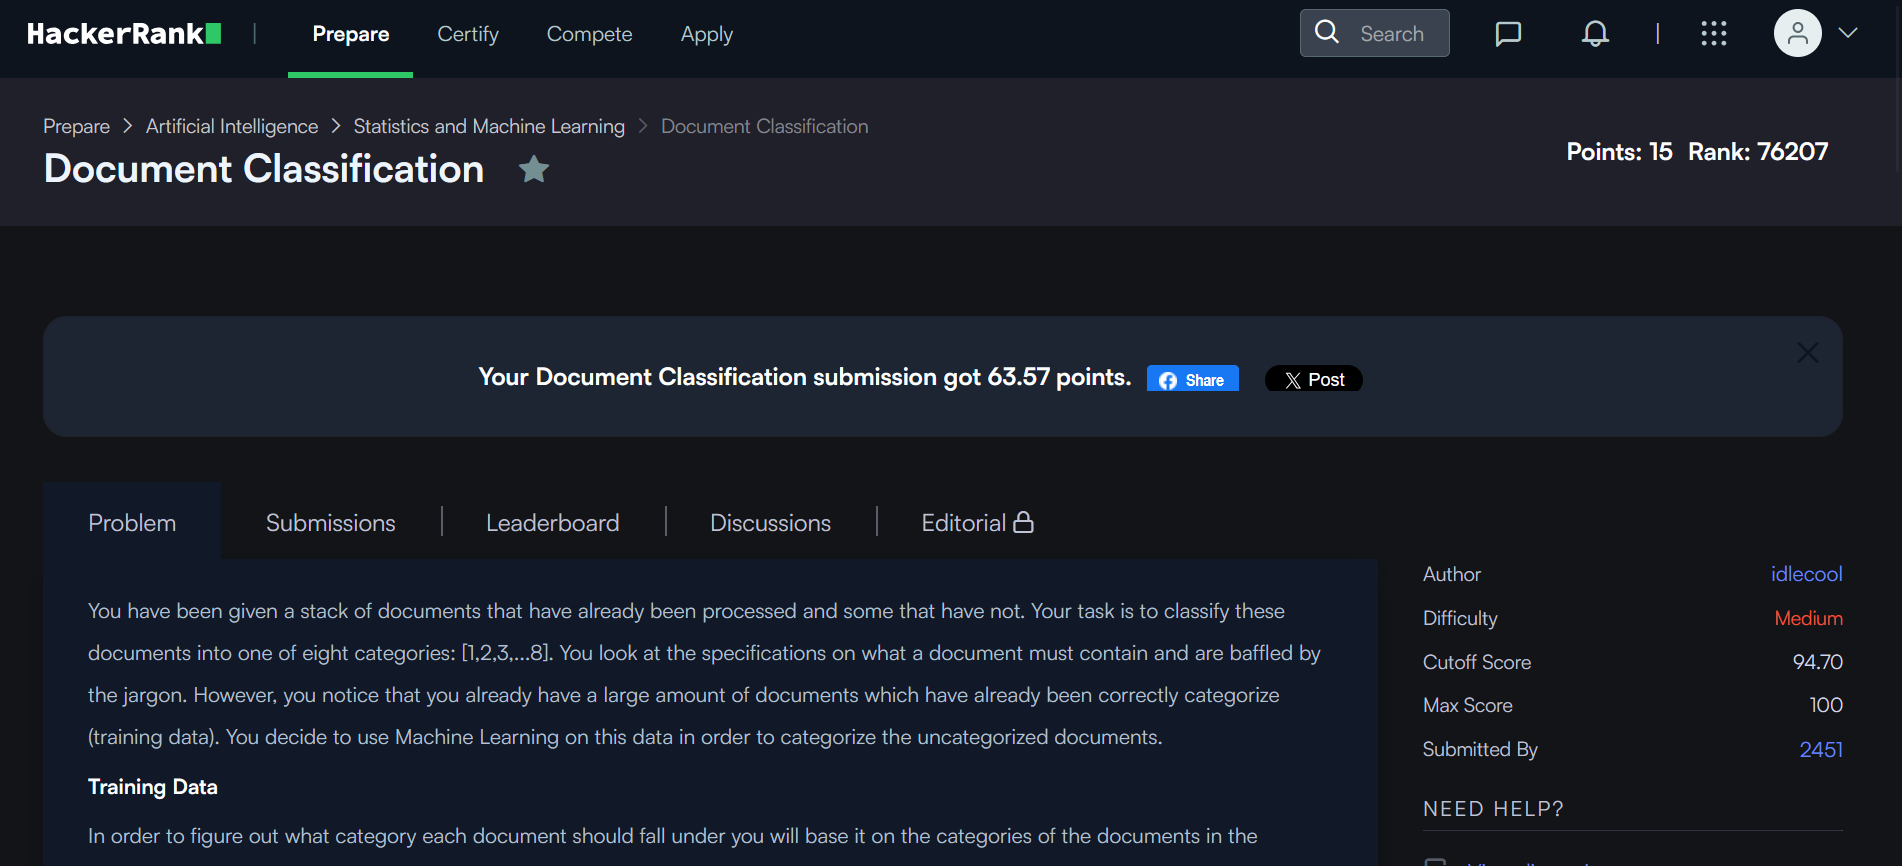 HackerRank | Prepare Certify Compete Apply Search |
Prepare > Artificial Intelligence > Statistics and Machine Learning > Document Classification
Document Classification
Points: 15 Rank: 76207
Your Document Classification submission got 63.57 points. Share X Post
Problem Submissions | Leaderboard | Discussions | Editorial
You have been given a stack of documents that have already been processed and some that have not. Your task is to classify these
documents into one of eight categories: [1,2,3,...8]. You look at the specifications on what a document must contain and are baffled by
the jargon. However, you notice that you already have a large amount of documents which have already been correctly categorize
(training data). You decide to use Machine Learning on this data in order to categorize the uncategorized documents.
Training Data
In order to figure out what category each document should fall under you will base it on the categories of the documents in the
Author idlecool
Difficulty Medium
Cutoff Score 94.70
Max Score 100
Submitted By 2451
NEED HELP?